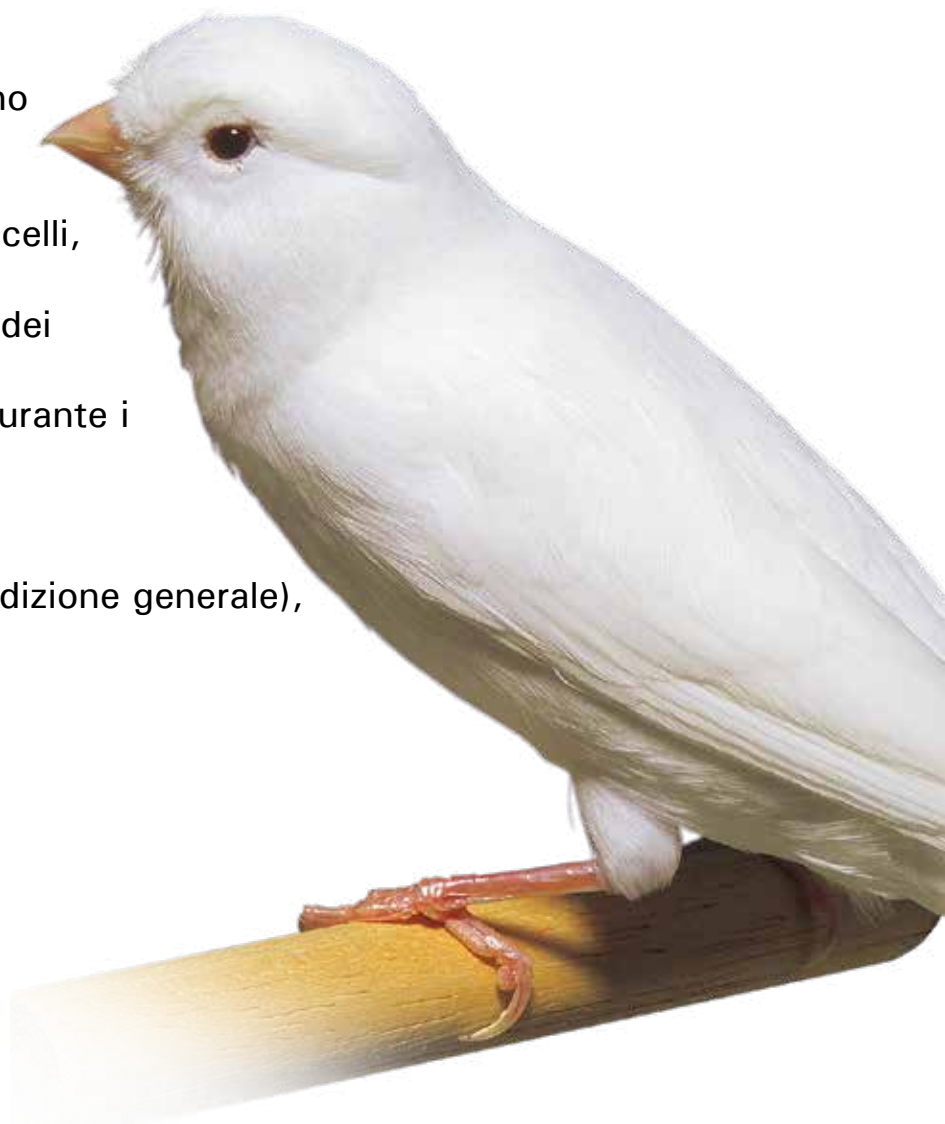 no
celli,
dei
urante i
dizione generale),